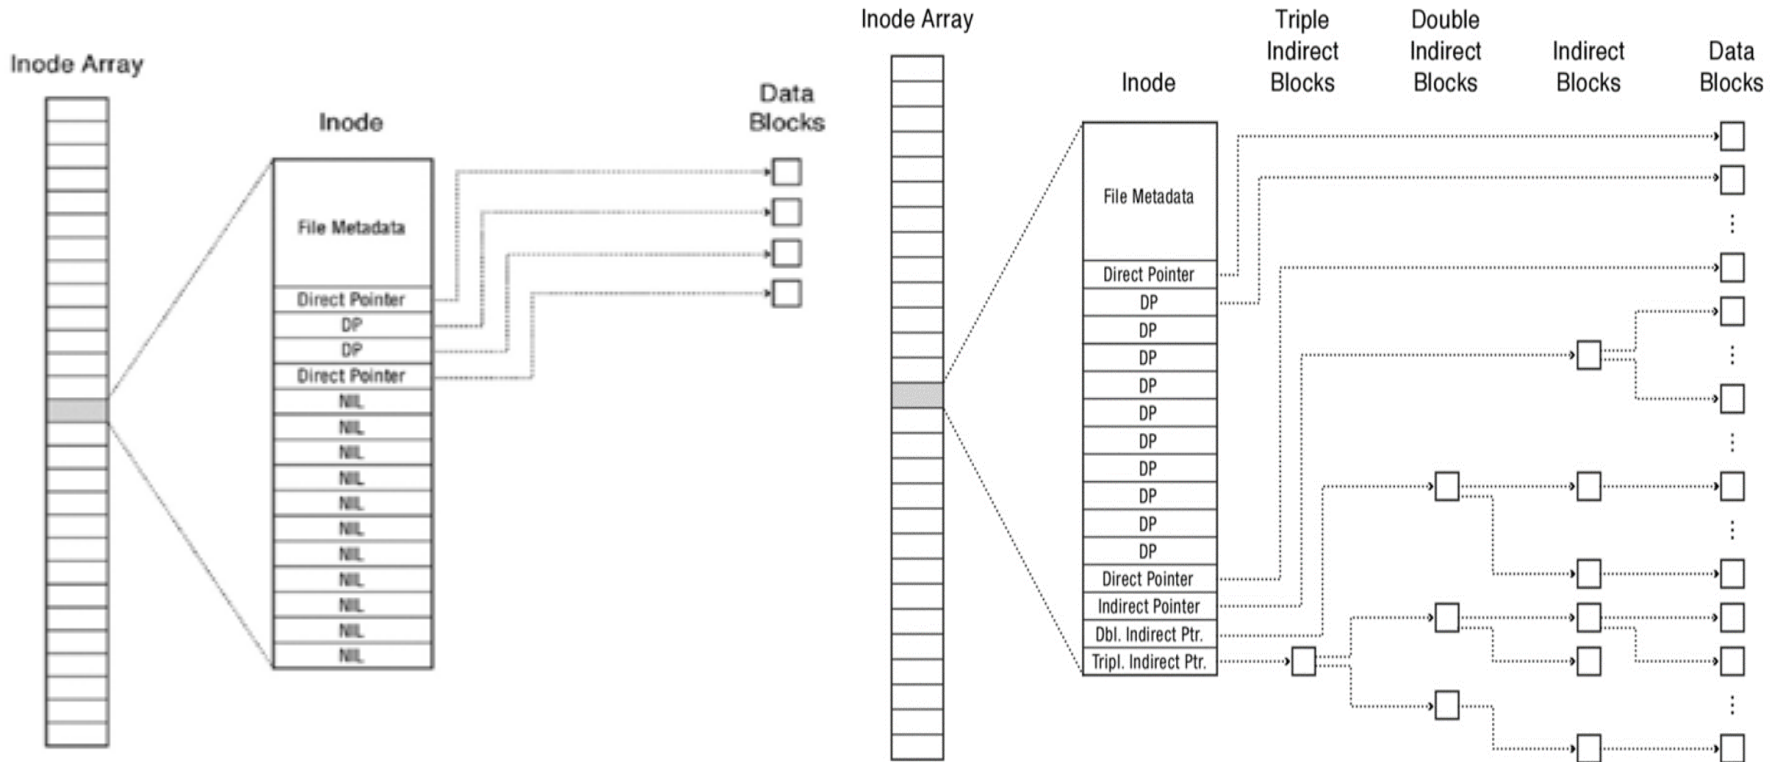 Inode Array
Inode
Data
Blocks
File Metadata
Direct Pointer
DP
DP
Direct Pointer
NIL
NIL
NIL
NIL
NIL
NIL
NIL
NIL
NIL
NIL
NIL
Inode Array
Inode
Triple
Indirect
Blocks
Double
Indirect
Blocks
Indirect
Blocks
Data
Blocks
File Metadata
Direct Pointer
DP
DP
DP
DP
DP
DP
DP
DP
DP
DP
Direct Pointer
Indirect Pointer
Dbl. Indirect Ptr.
Tripl. Indirect Ptr.